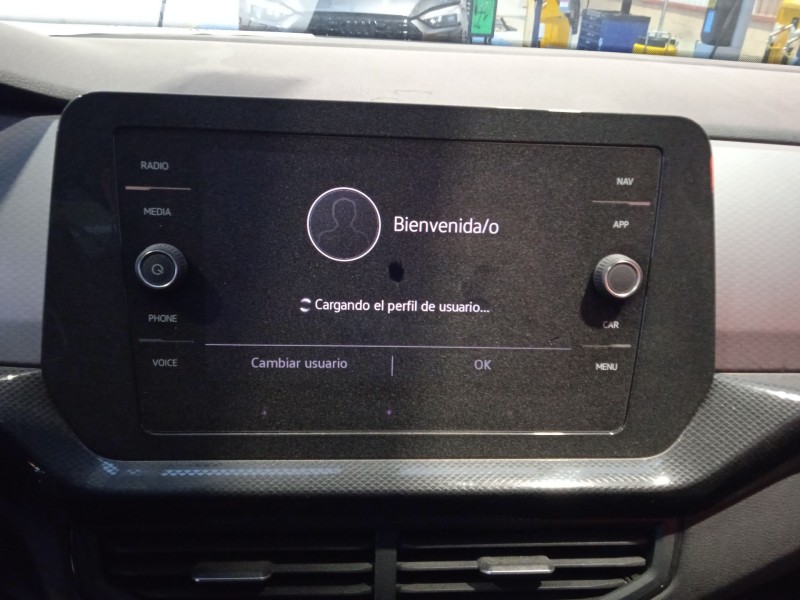 RADIO
MEDIA
PHONE
VOICE
Bienvenida/o
Cargando el perfil de usuario...
Cambiar usuario
OK
NAV
APP
CAR
MENU